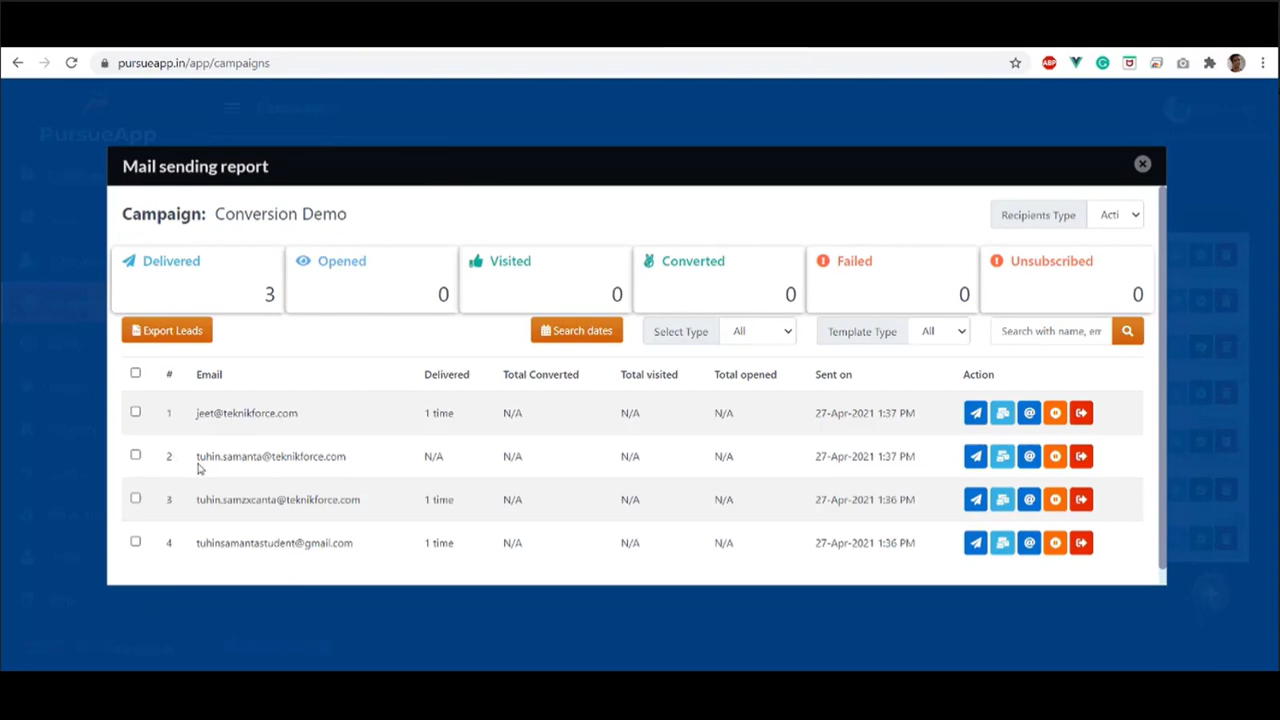 pursueapp.in/app/campaigns
PursueApp
Mail sending report
Campaign: Conversion Demo
Recipients Type Acti
Delivered Opened Visited Converted Failed Unsubscribed
3 0 0 0 0 0
Export Leads Search dates Select Type All Template Type All Search with name, em
# Email Delivered Total Converted Total visited Total opened Sent on Action
1 jeet@teknikforce.com 1 time N/A N/A N/A 27-Apr-2021 1:37 PM
2 tuhin.samanta@teknikforce.com N/A N/A N/A N/A 27-Apr-2021 1:37 PM
3 tuhin.samzxcanta@teknikforce.com 1 time N/A N/A N/A 27-Apr-2021 1:36 PM
4 tuhinsamantastudent@gmail.com 1 time N/A N/A N/A 27-Apr-2021 1:36 PM